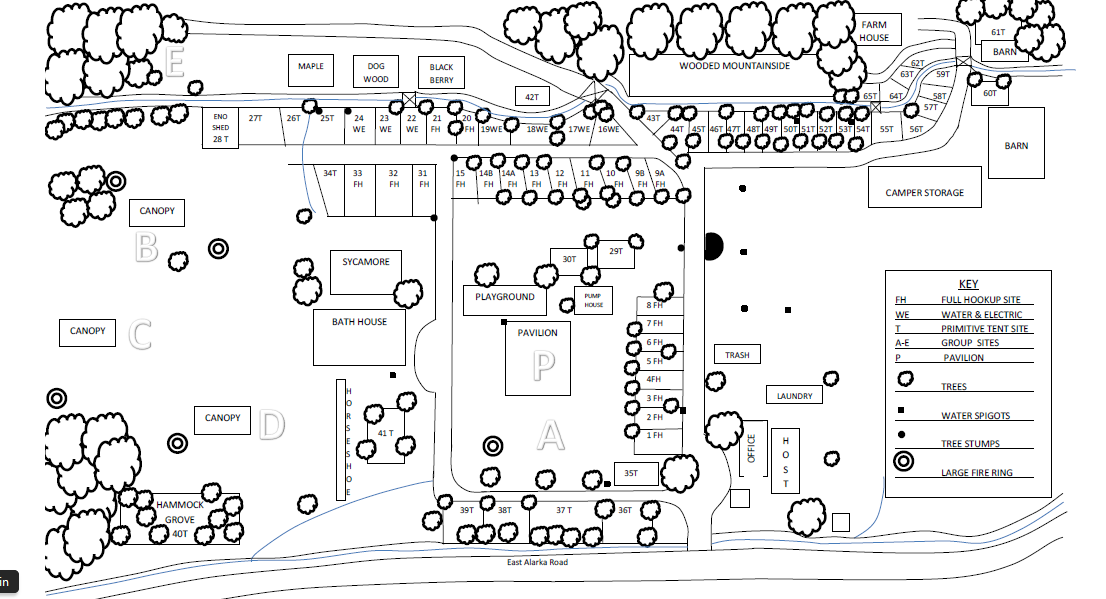 FARM
HOUSE
61T
BARN
E
MAPLE
DOG
WOOD
BLACK
BERRY
WOODED MOUNTAINSIDE
62T
63T
59T
42T
65T
64T
58T
60T
57T
ENO
SHED
28 T
27T
26T
25T
24
WE
23
WE
22
WE
21
FH
20
FH
19WE
18WE
17WE
16WE
43T
44T
45T
46T
47T
48T
49T
50T
51T
52T
53T
54T
55T
56T
BARN
34T
33
FH
32
FH
31
FH
15
FH
14B
FH
14A
FH
13
FH
12
FH
11
FH
10
FH
9B
FH
9A
FH
CAMPER STORAGE
CANOPY
B
SYCAMORE
30T
29T
PLAYGROUND
PUMP
HOUSE
8 FH
7 FH
6 FH
5 FH
4FH
3 FH
2 FH
1 FH
CANOPY
C
BATH HOUSE
PAVILION
P
TRASH
LAUNDRY
KEY
FH FULL HOOKUP SITE
WE WATER & ELECTRIC
T PRIMITIVE TENT SITE
A-E GROUP SITES
P PAVILION
TREES
WATER SPIGOTS
TREE STUMPS
LARGE FIRE RING
CANOPY
D
HORSESHOE
41 T
A
OFFICE
HOST
35T
HAMMOCK
GROVE
40T
39T
38T
37 T
36T
East Alarka Road
in